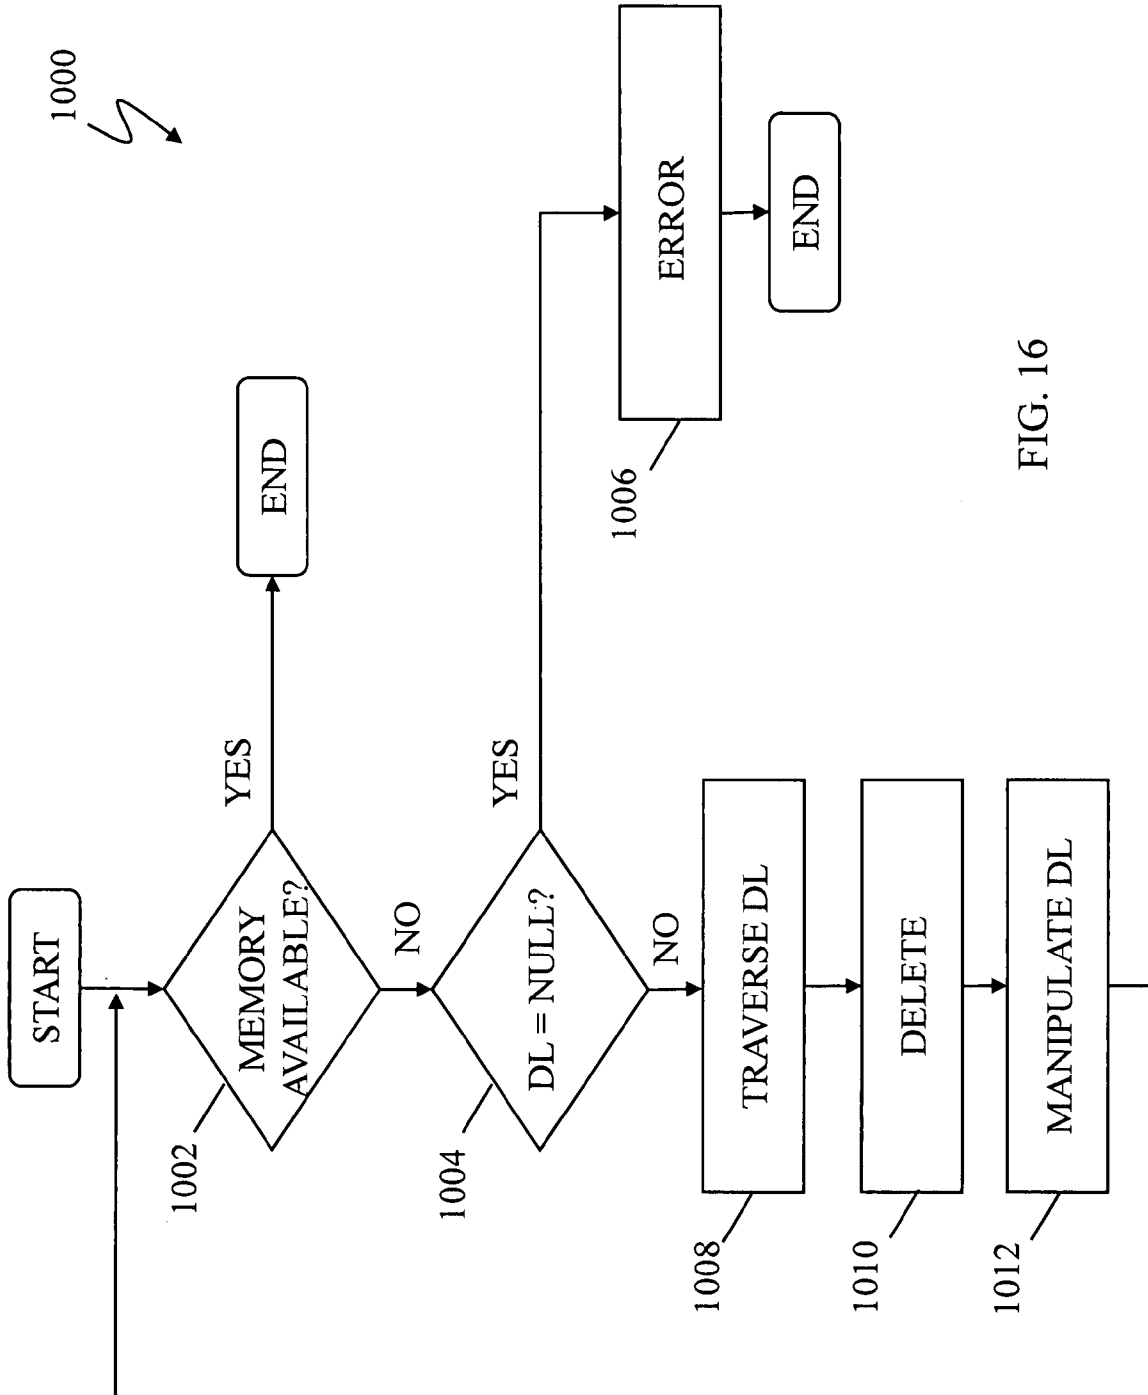 1000
START
1002
MEMORY
AVAILABLE?
YES
END
NO
1004
DL = NULL?
YES
1006
ERROR
END
NO
1008
TRAVERSE DL
1010
DELETE
1012
MANIPULATE DL
FIG. 16